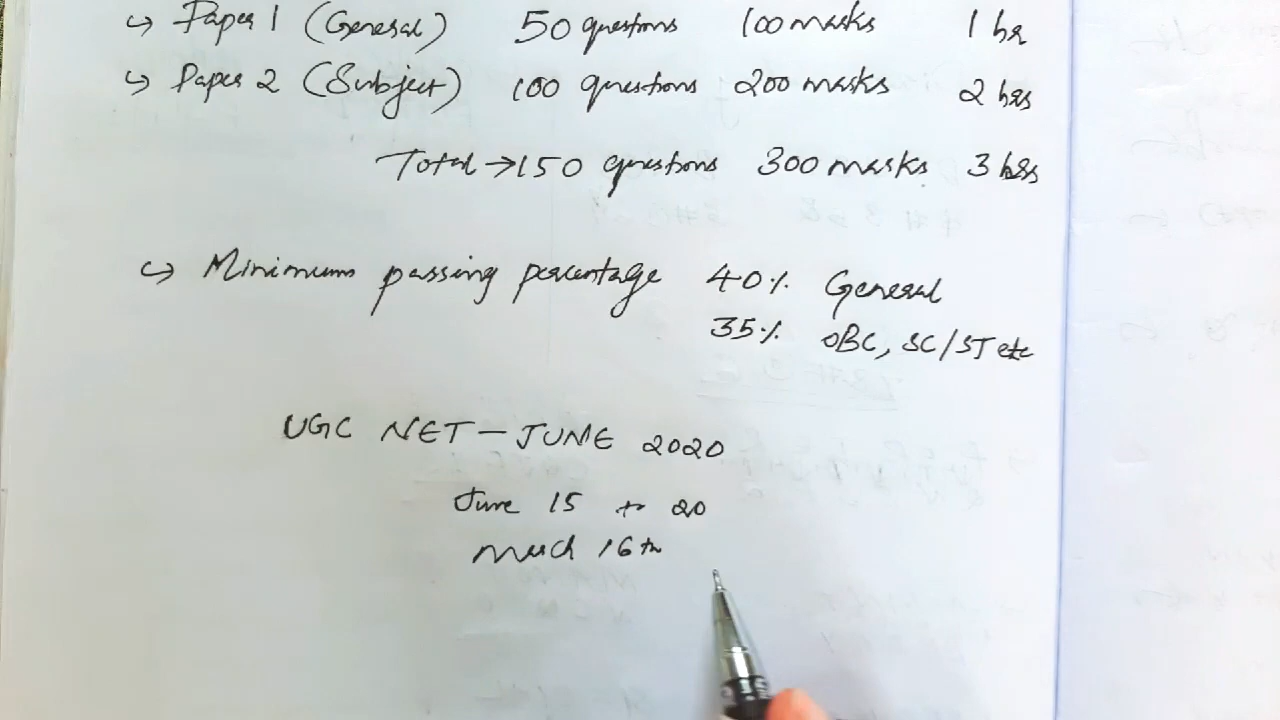 ↪ Paper 1 (General) 50 questions 100 marks 1 hr
↪ Paper 2 (Subject) 100 questions 200 marks 2 hrs
Total → 150 questions 300 marks 3 hrs
↪ Minimum passing percentage 40% General
35% OBC, SC/ST etc
UGC NET - JUNE 2020
June 15 to 20
March 16th